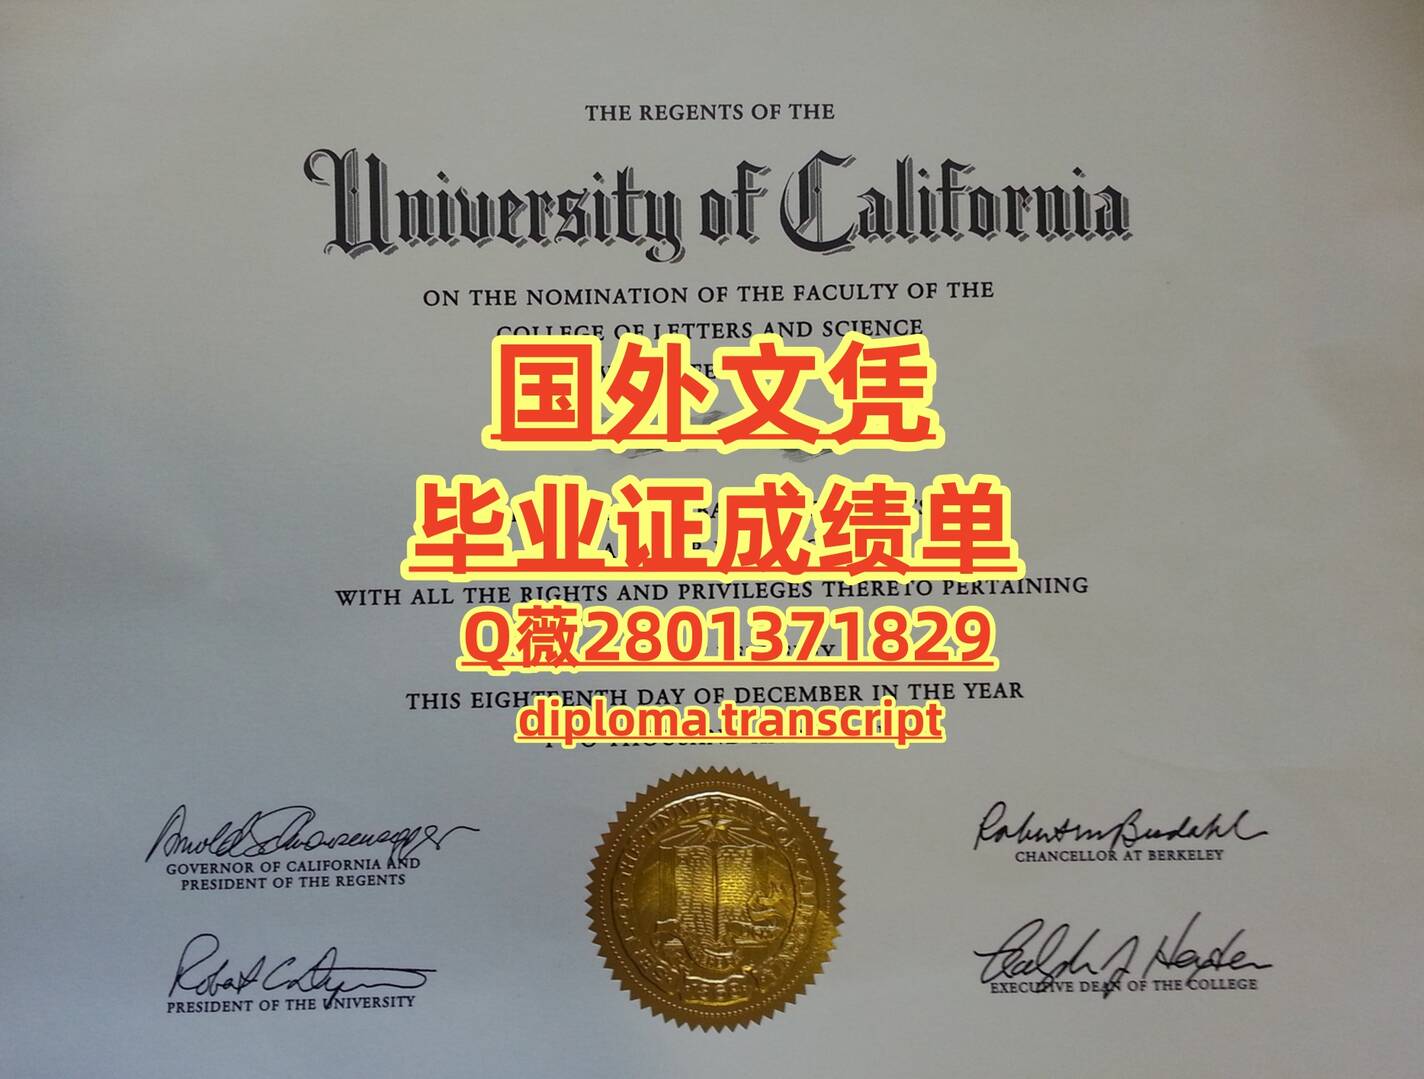 THE REGENTS OF THE
University of California
ON THE NOMINATION OF THE FACULTY OF THE
COLLEGE OF LETTERS AND SCIENCE
国外文凭
毕业证成绩单
WITH ALL THE RIGHTS AND PRIVILEGES THERETO PERTAINING
Q薇2801371829
THIS EIGHTEENTH DAY OF DECEMBER IN THE YEAR
diploma transcript
GOVERNOR OF CALIFORNIA AND
PRESIDENT OF THE REGENTS
CHANCELLOR AT BERKELEY
PRESIDENT OF THE UNIVERSITY
EXECUTIVE DEAN OF THE COLLEGE